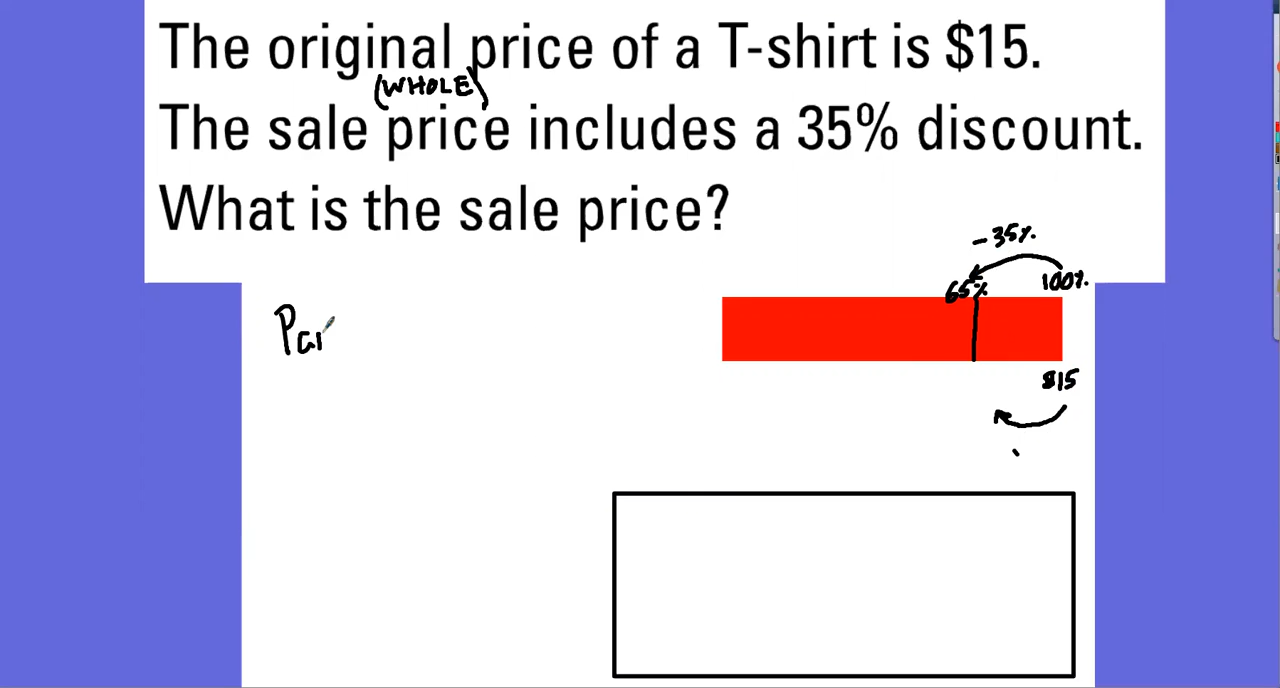 The original price of a T-shirt is $15.
(WHOLE)
The sale price includes a 35% discount.
What is the sale price?
-35%
65% 100%
Par
$15